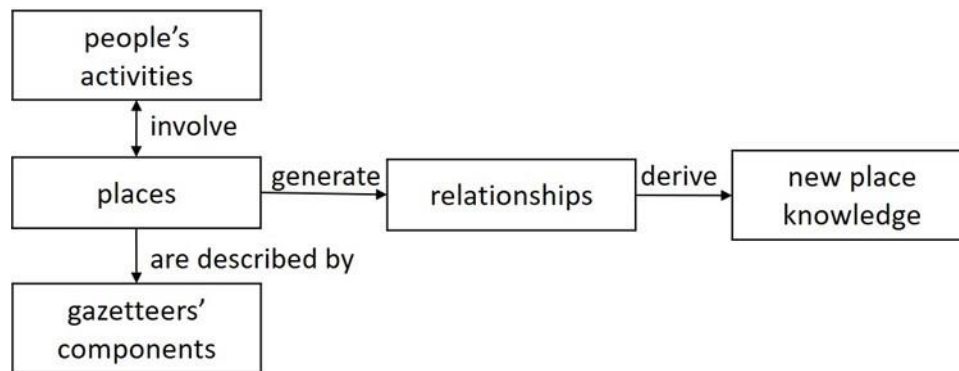 people’s
activities
involve
places
generate
relationships
derive
new place
knowledge
are described by
gazetteers’
components